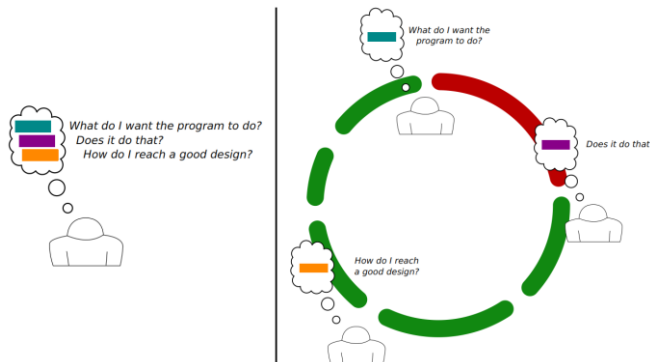 What do I want the program to do?
Does it do that?
How do I reach a good design?
What do I want the
program to do?
Does it do that
How do I reach
a good design?